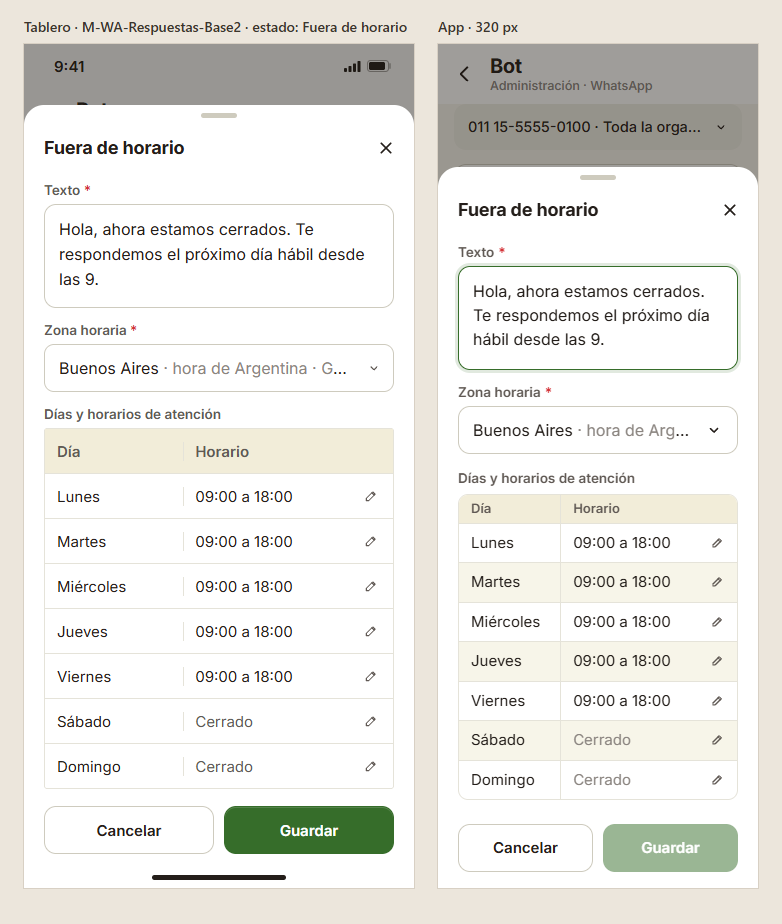 Tablero · M-WA-Respuestas-Base2 · estado: Fuera de horario
9:41
Fuera de horario
Texto *
Hola, ahora estamos cerrados. Te
respondemos el próximo día hábil desde
las 9.
Zona horaria *
Buenos Aires · hora de Argentina · G...
Días y horarios de atención
Día Horario
Lunes 09:00 a 18:00
Martes 09:00 a 18:00
Miércoles 09:00 a 18:00
Jueves 09:00 a 18:00
Viernes 09:00 a 18:00
Sábado Cerrado
Domingo Cerrado
Cancelar Guardar
App · 320 px
Bot
Administración · WhatsApp
011 15-5555-0100 · Toda la orga...
Fuera de horario
Texto *
Hola, ahora estamos cerrados.
Te respondemos el próximo día
hábil desde las 9.
Zona horaria *
Buenos Aires · hora de Arg...
Días y horarios de atención
Día Horario
Lunes 09:00 a 18:00
Martes 09:00 a 18:00
Miércoles 09:00 a 18:00
Jueves 09:00 a 18:00
Viernes 09:00 a 18:00
Sábado Cerrado
Domingo Cerrado
Cancelar Guardar